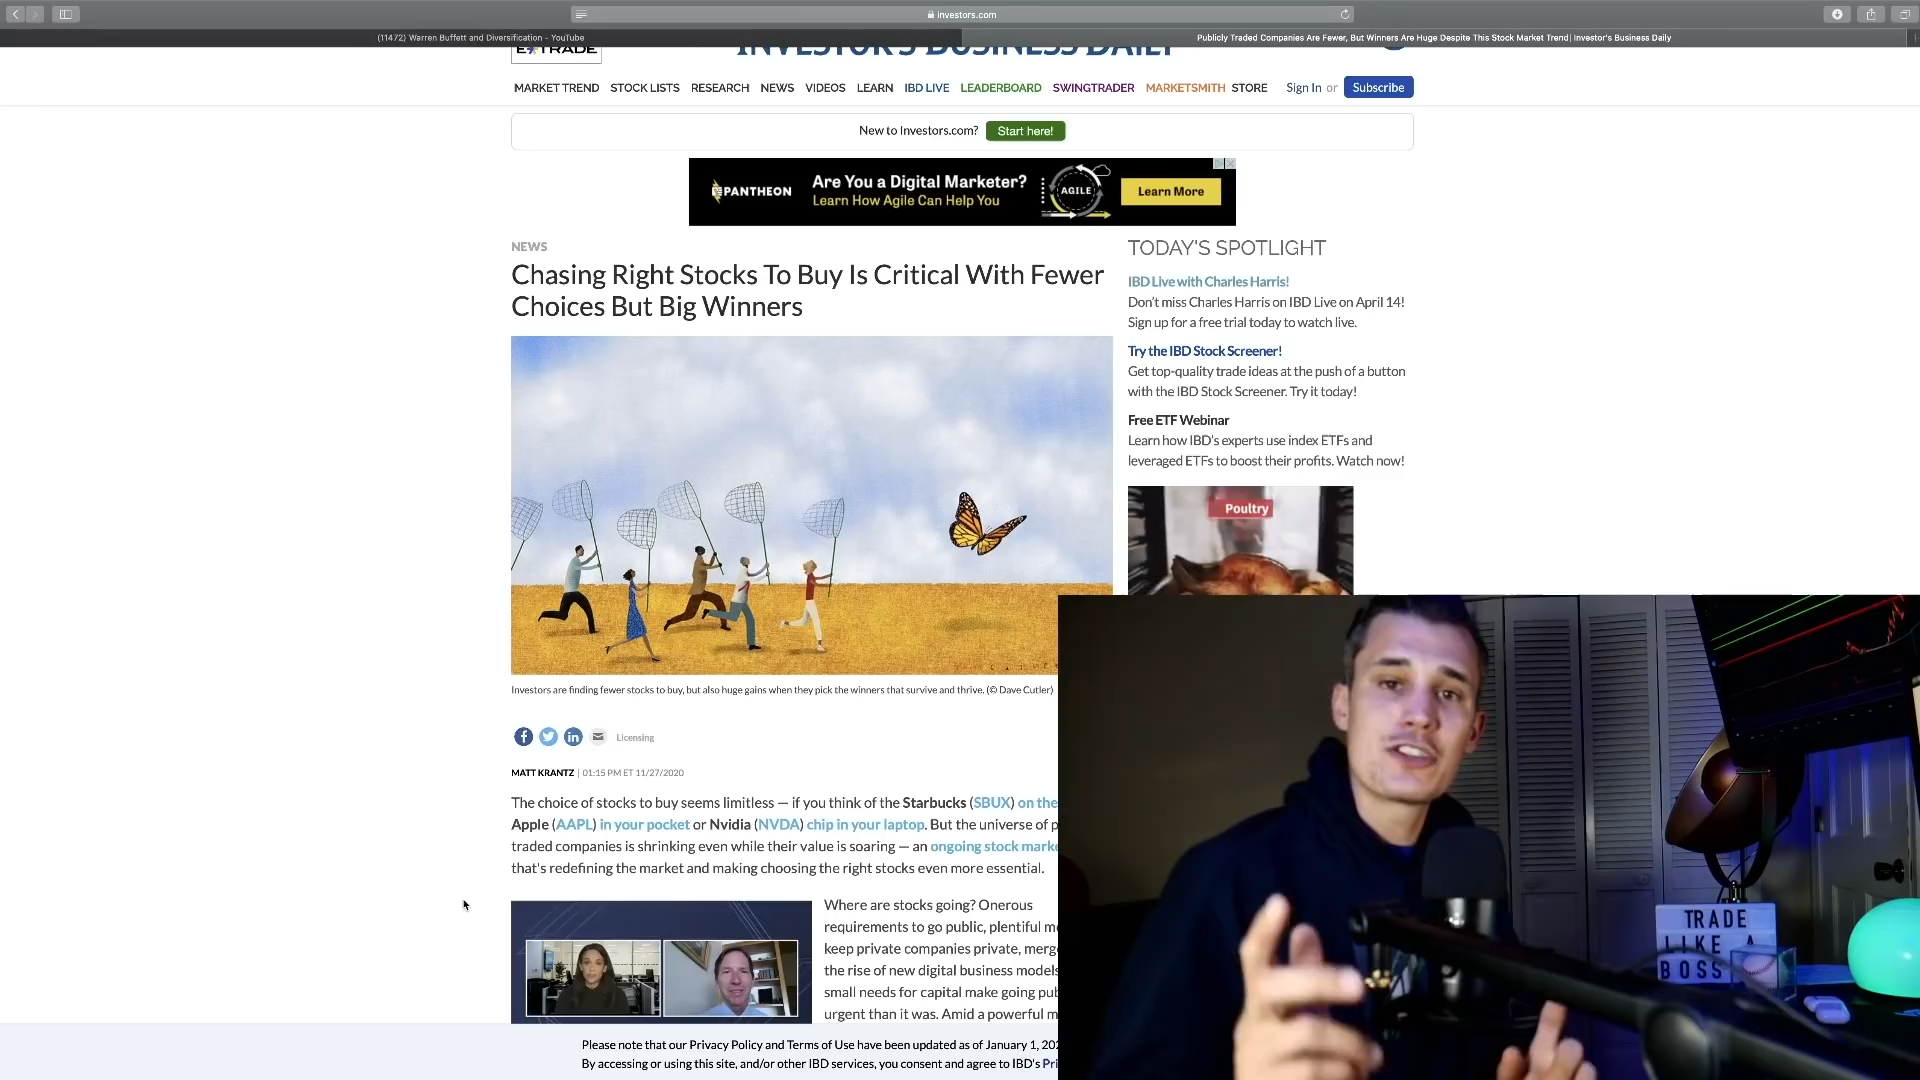 investors.com
(11472) Warren Buffett and Diversification - YouTube
Publicly Traded Companies Are Fewer, But Winners Are Huge Despite This Stock Market Trend | Investor's Business Daily
E*TRADE
INVESTOR'S BUSINESS DAILY
MARKET TREND STOCK LISTS RESEARCH NEWS VIDEOS LEARN IBD LIVE LEADERBOARD SWINGTRADER MARKETSMITH STORE Sign In or Subscribe
New to Investors.com? Start here!
PANTHEON
Are You a Digital Marketer?
Learn How Agile Can Help You
AGILE
Learn More
NEWS
Chasing Right Stocks To Buy Is Critical With Fewer
Choices But Big Winners
Investors are finding fewer stocks to buy, but also huge gains when they pick the winners that survive and thrive. (© Dave Cutler)
Licensing
MATT KRANTZ | 01:15 PM ET 11/27/2020
The choice of stocks to buy seems limitless — if you think of the Starbucks (SBUX) on the
Apple (AAPL) in your pocket or Nvidia (NVDA) chip in your laptop. But the universe of p
traded companies is shrinking even while their value is soaring — an ongoing stock marke
that's redefining the market and making choosing the right stocks even more essential.
Where are stocks going? Onerous
requirements to go public, plentiful m
keep private companies private, merg
the rise of new digital business models
small needs for capital make going pub
urgent than it was. Amid a powerful m
TODAY'S SPOTLIGHT
IBD Live with Charles Harris!
Don't miss Charles Harris on IBD Live on April 14!
Sign up for a free trial today to watch live.
Try the IBD Stock Screener!
Get top-quality trade ideas at the push of a button
with the IBD Stock Screener. Try it today!
Free ETF Webinar
Learn how IBD's experts use index ETFs and
leveraged ETFs to boost their profits. Watch now!
Poultry
TRADE
LIKE A
BOSS
Please note that our Privacy Policy and Terms of Use have been updated as of January 1, 202
By accessing or using this site, and/or other IBD services, you consent and agree to IBD's Pri